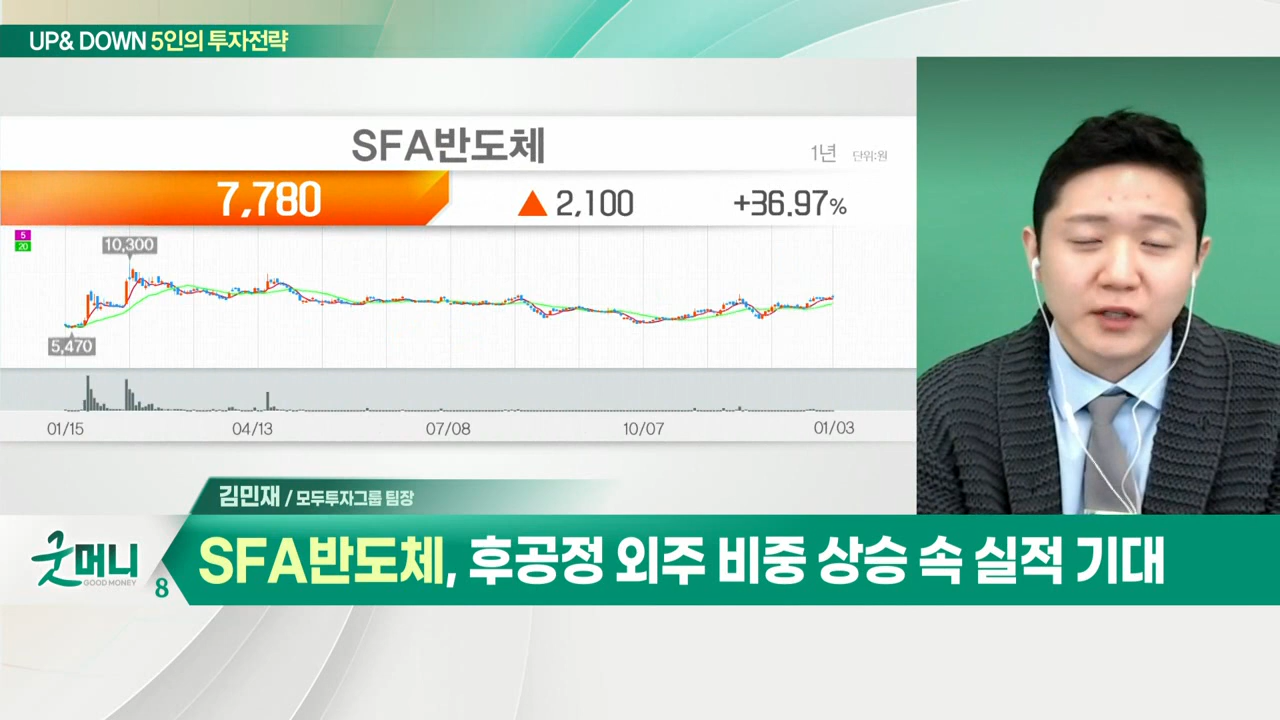 UP& DOWN 5인의 투자전략
SFA반도체
1년 단위:원
7,780 ▲ 2,100 +36.97%
5
20
10,300
5,470
01/15 04/13 07/08 10/07 01/03
김민재 / 모두투자그룹 팀장
굿머니
GOOD MONEY
8
SFA반도체, 후공정 외주 비중 상승 속 실적 기대